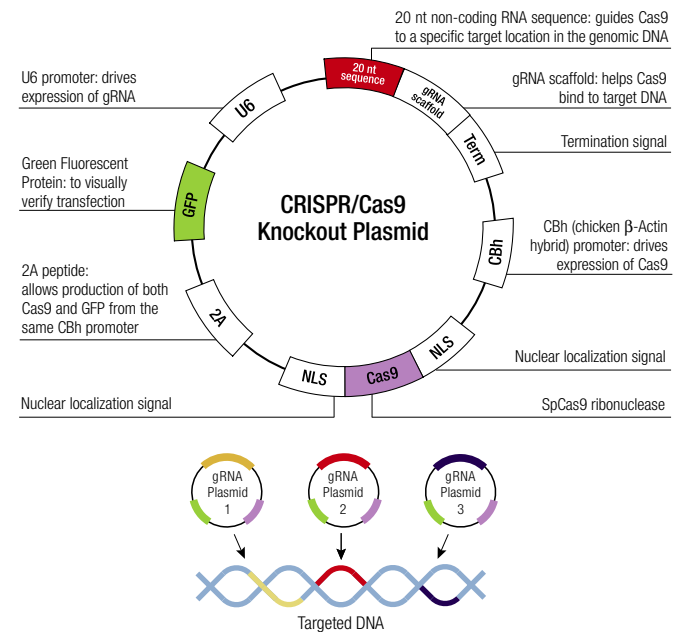 20 nt non-coding RNA sequence: guides Cas9
to a specific target location in the genomic DNA
U6 promoter: drives
expression of gRNA
gRNA scaffold: helps Cas9
bind to target DNA
Termination signal
Green Fluorescent
Protein: to visually
verify transfection
CBh (chicken β-Actin
hybrid) promoter: drives
expression of Cas9
2A peptide:
allows production of both
Cas9 and GFP from the
same CBh promoter
Nuclear localization signal
Nuclear localization signal
SpCas9 ribonuclease
20 nt
sequence
gRNA
scaffold
Term
CBh
NLS
Cas9
NLS
2A
GFP
U6
CRISPR/Cas9
Knockout Plasmid
gRNA
Plasmid
1
gRNA
Plasmid
2
gRNA
Plasmid
3
Targeted DNA